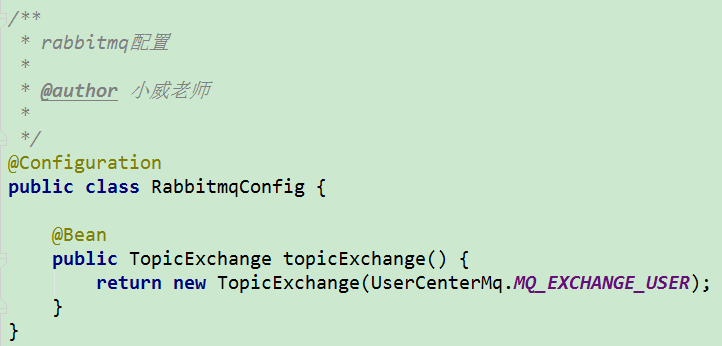 /**
 * rabbitmq配置
 *
 * @author 小威老师
 *
 */
@Configuration
public class RabbitmqConfig {
    @Bean
    public TopicExchange topicExchange() {
        return new TopicExchange(UserCenterMq.MQ_EXCHANGE_USER);
    }
}